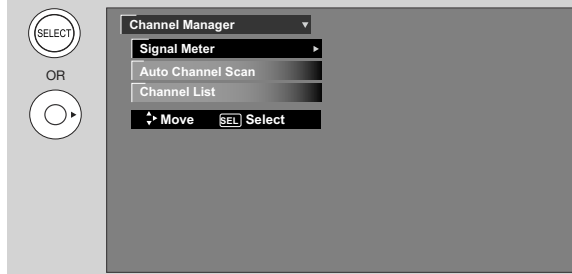 SELECT
OR
Channel Manager
Signal Meter
Auto Channel Scan
Channel List
Move SEL Select